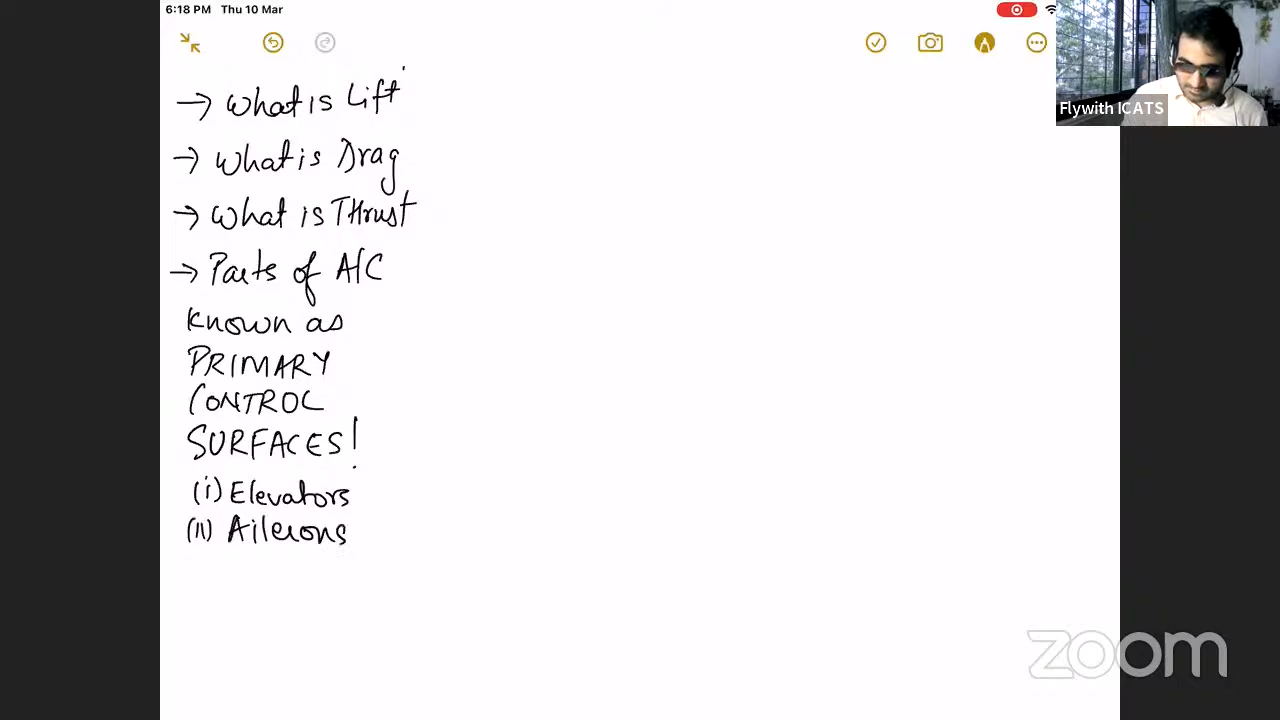 6:18 PM Thu 10 Mar
→ What is Lift
→ What is Drag
→ What is THrust
→ Parts of A/C
Known as
PRIMARY
CONTROL
SURFACES!
(i) Elevators
(ii) Ailerons
Flywith ICATS
zoom